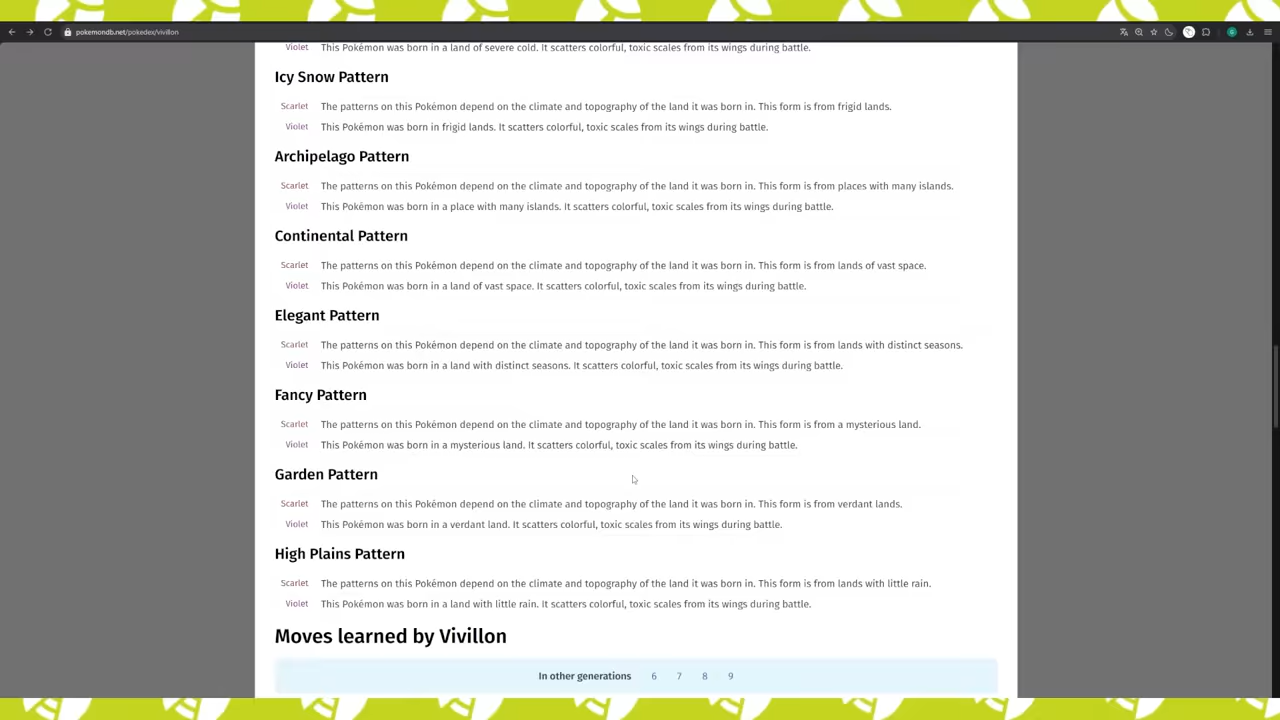 pokemondb.net/pokedex/vivillon
Violet This Pokémon was born in a land of severe cold. It scatters colorful, toxic scales from its wings during battle.
Icy Snow Pattern
Scarlet The patterns on this Pokémon depend on the climate and topography of the land it was born in. This form is from frigid lands.
Violet This Pokémon was born in frigid lands. It scatters colorful, toxic scales from its wings during battle.
Archipelago Pattern
Scarlet The patterns on this Pokémon depend on the climate and topography of the land it was born in. This form is from places with many islands.
Violet This Pokémon was born in a place with many islands. It scatters colorful, toxic scales from its wings during battle.
Continental Pattern
Scarlet The patterns on this Pokémon depend on the climate and topography of the land it was born in. This form is from lands of vast space.
Violet This Pokémon was born in a land of vast space. It scatters colorful, toxic scales from its wings during battle.
Elegant Pattern
Scarlet The patterns on this Pokémon depend on the climate and topography of the land it was born in. This form is from lands with distinct seasons.
Violet This Pokémon was born in a land with distinct seasons. It scatters colorful, toxic scales from its wings during battle.
Fancy Pattern
Scarlet The patterns on this Pokémon depend on the climate and topography of the land it was born in. This form is from a mysterious land.
Violet This Pokémon was born in a mysterious land. It scatters colorful, toxic scales from its wings during battle.
Garden Pattern
Scarlet The patterns on this Pokémon depend on the climate and topography of the land it was born in. This form is from verdant lands.
Violet This Pokémon was born in a verdant land. It scatters colorful, toxic scales from its wings during battle.
High Plains Pattern
Scarlet The patterns on this Pokémon depend on the climate and topography of the land it was born in. This form is from lands with little rain.
Violet This Pokémon was born in a land with little rain. It scatters colorful, toxic scales from its wings during battle.
Moves learned by Vivillon
In other generations 6 7 8 9